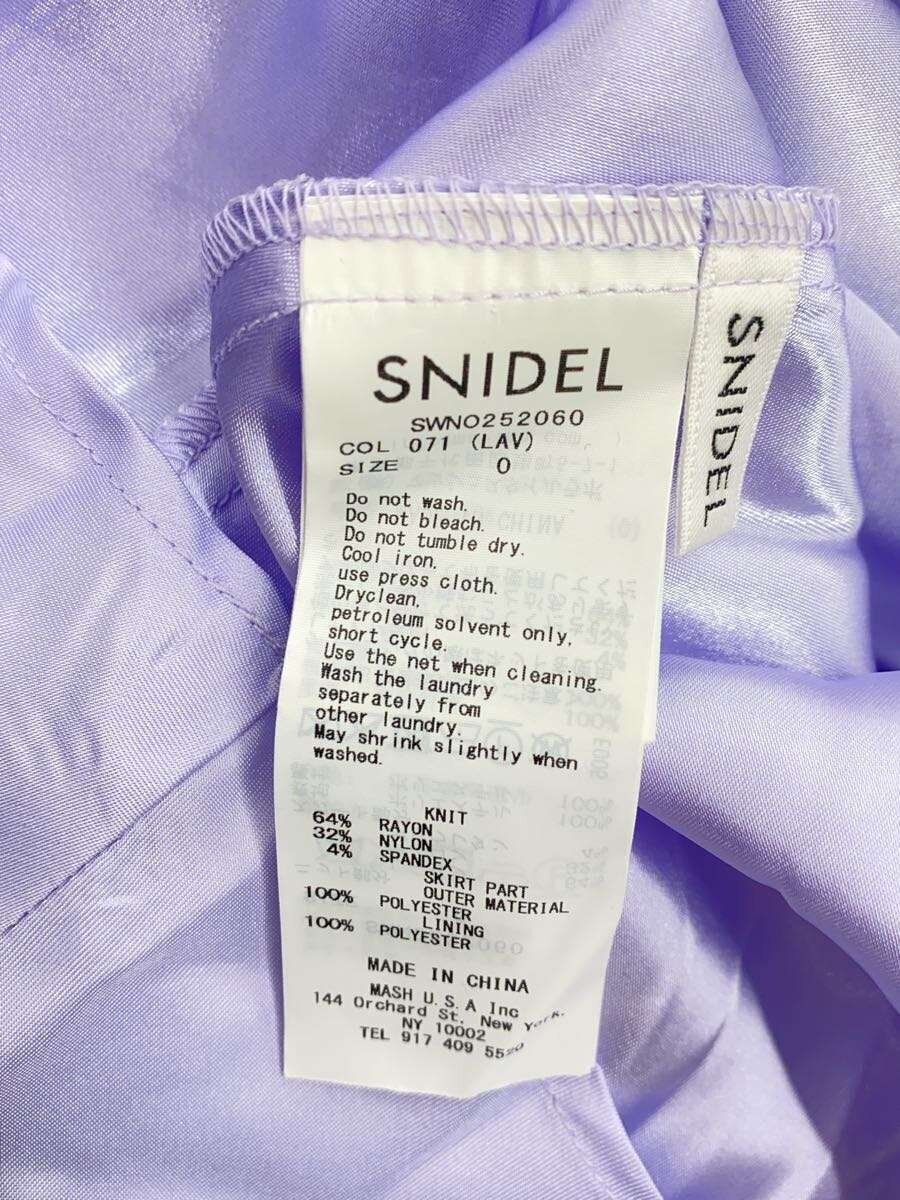 SNIDEL
SWNO252060
COL 071 (LAV)
SIZE 0
Do not wash.
Do not bleach.
Do not tumble dry.
Cool iron,
use press cloth.
Dryclean,
petroleum solvent only,
short cycle.
Use the net when cleaning.
Wash the laundry
separately from
other laundry.
May shrink slightly when
washed.
KNIT
64% RAYON
32% NYLON
4% SPANDEX
SKIRT PART
OUTER MATERIAL
100% POLYESTER
LINING
100% POLYESTER
MADE IN CHINA
MASH U.S.A Inc
144 Orchard St. New York.
NY 10002
TEL 917 409 5520
SNIDEL